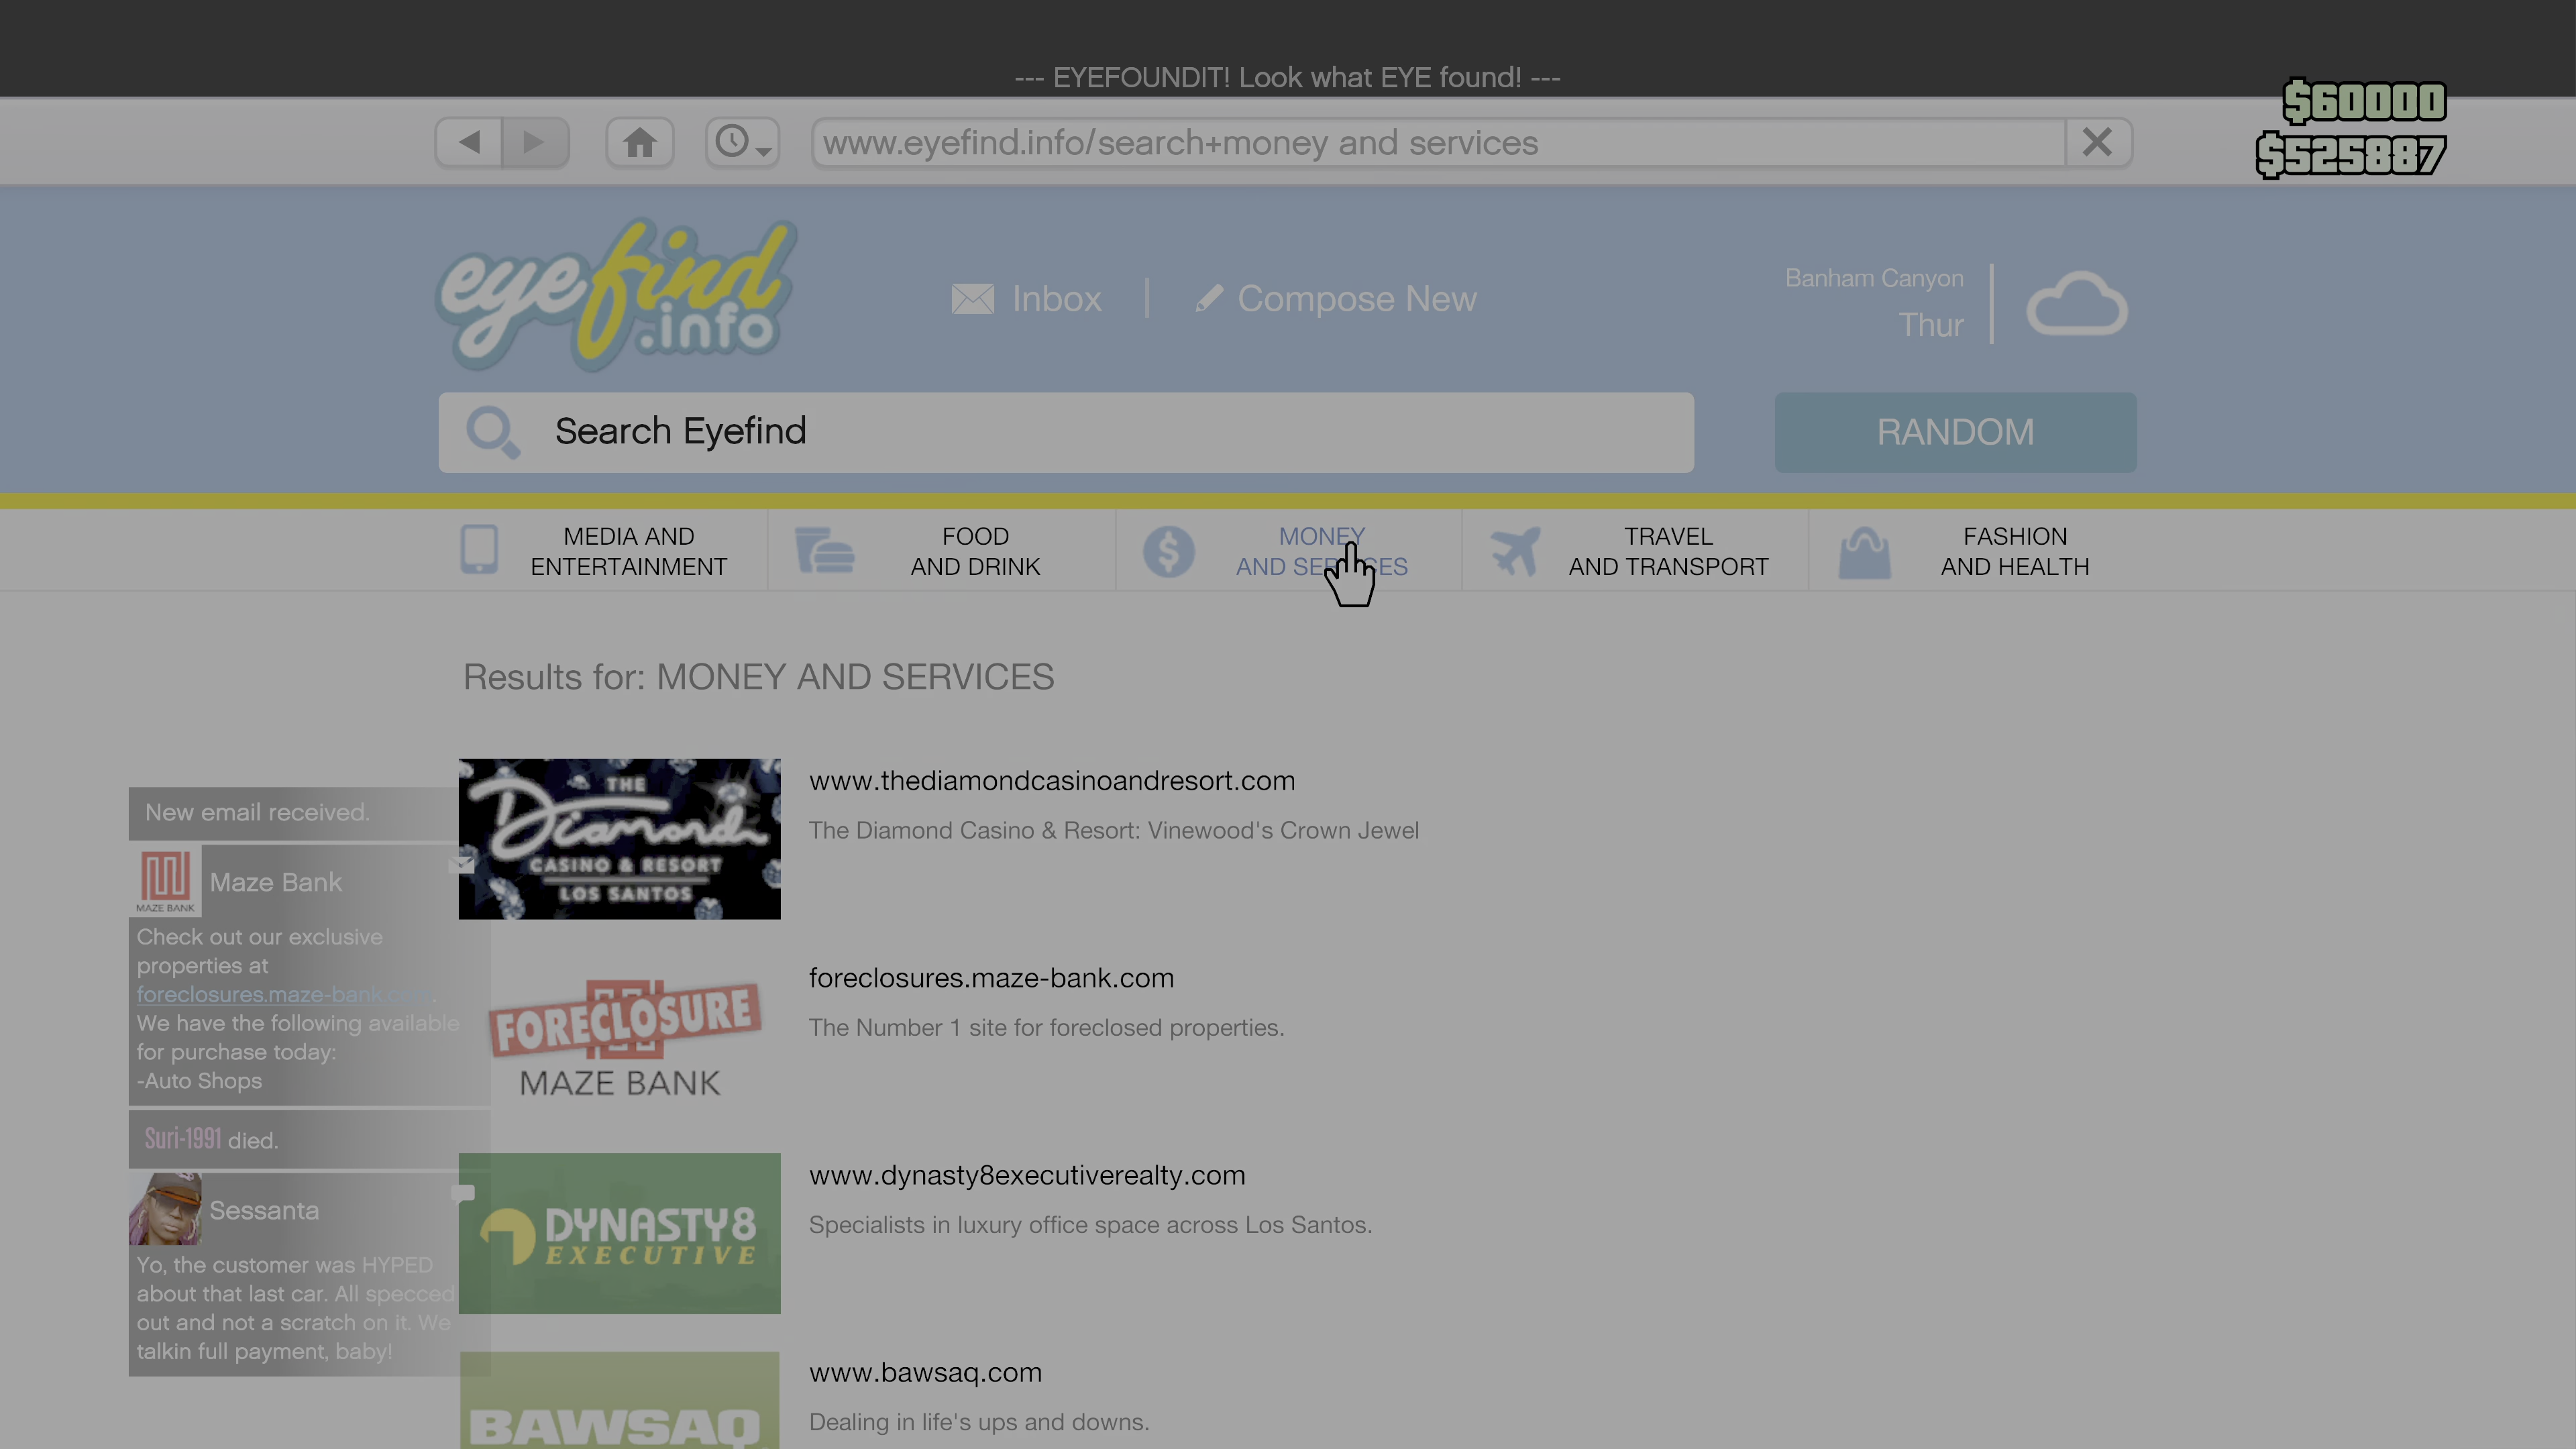 --- EYEFOUNDIT! Look what EYE found! ---
$60000
$525887
www.eyefind.info/search+money and services
eyefind
.info
Inbox
Compose New
Banham Canyon
Thur
Search Eyefind
RANDOM
MEDIA AND
ENTERTAINMENT
FOOD
AND DRINK
MONEY
AND SERVICES
TRAVEL
AND TRANSPORT
FASHION
AND HEALTH
Results for: MONEY AND SERVICES
THE
Diamond
CASINO & RESORT
LOS SANTOS
www.thediamondcasinoandresort.com
The Diamond Casino & Resort: Vinewood's Crown Jewel
FORECLOSURE
MAZE BANK
foreclosures.maze-bank.com
The Number 1 site for foreclosed properties.
DYNASTY8
EXECUTIVE
www.dynasty8executiverealty.com
Specialists in luxury office space across Los Santos.
BAWSAQ
www.bawsaq.com
Dealing in life's ups and downs.
New email received.
MAZE BANK
Maze Bank
Check out our exclusive
properties at
foreclosures.maze-bank.com.
We have the following available
for purchase today:
-Auto Shops
Suri-1991 died.
Sessanta
Yo, the customer was HYPED
about that last car. All specced
out and not a scratch on it. We
talkin full payment, baby!